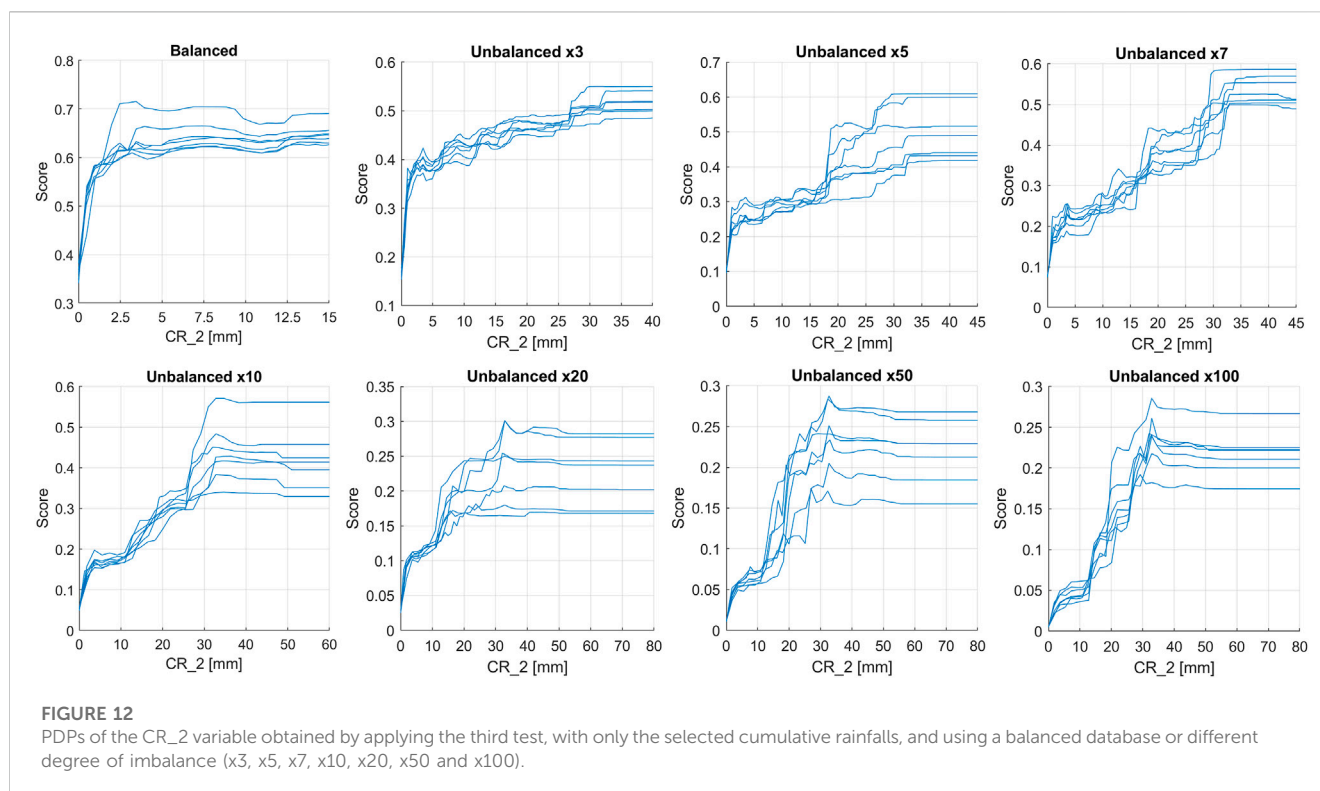 Balanced
0.8
0.7
0.6
0.5
0.4
0.3
Score
0 2.5 5 7.5 10 12.5 15
CR_2 [mm]
Unbalanced x3
0.6
0.5
0.4
0.3
0.2
0.1
Score
0 5 10 15 20 25 30 35 40
CR_2 [mm]
Unbalanced x5
0.7
0.6
0.5
0.4
0.3
0.2
0.1
0
Score
0 5 10 15 20 25 30 35 40 45
CR_2 [mm]
Unbalanced x7
0.6
0.5
0.4
0.3
0.2
0.1
0
Score
0 5 10 15 20 25 30 35 40 45
CR_2 [mm]
Unbalanced x10
0.6
0.5
0.4
0.3
0.2
0.1
0
Score
0 10 20 30 40 50 60
CR_2 [mm]
Unbalanced x20
0.35
0.3
0.25
0.2
0.15
0.1
0.05
0
Score
0 10 20 30 40 50 60 70 80
CR_2 [mm]
Unbalanced x50
0.3
0.25
0.2
0.15
0.1
0.05
0
Score
0 10 20 30 40 50 60 70 80
CR_2 [mm]
Unbalanced x100
0.3
0.25
0.2
0.15
0.1
0.05
0
Score
0 10 20 30 40 50 60 70 80
CR_2 [mm]
FIGURE 12
PDPs of the CR_2 variable obtained by applying the third test, with only the selected cumulative rainfalls, and using a balanced database or different
degree of imbalance (x3, x5, x7, x10, x20, x50 and x100).